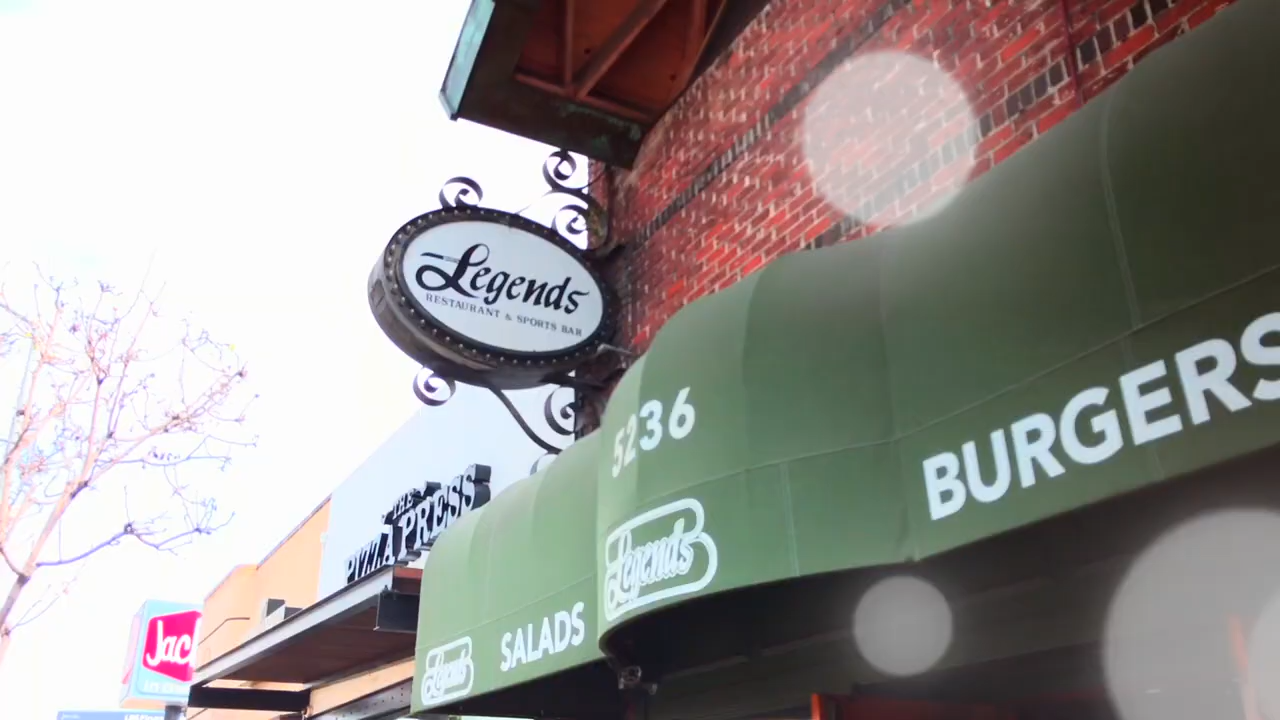 Legends
RESTAURANT & SPORTS BAR
5236
BURGERS
Legends
THE
PIZZA PRESS
SALADS
Legends
Jac